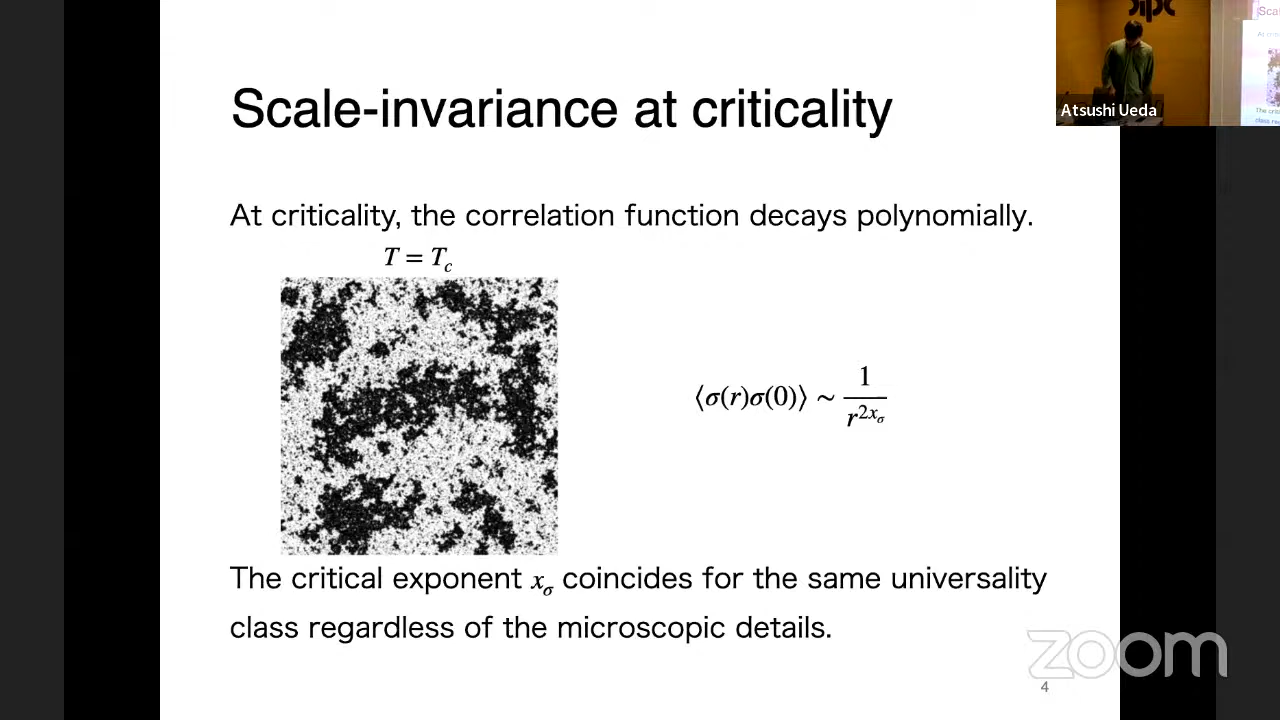 Scale-invariance at criticality
At criticality, the correlation function decays polynomially.
T = T_c
⟨σ(r)σ(0)⟩ ~ 1 / r^{2x_σ}
The critical exponent x_σ coincides for the same universality
class regardless of the microscopic details.
4
zoom
Atsushi Ueda